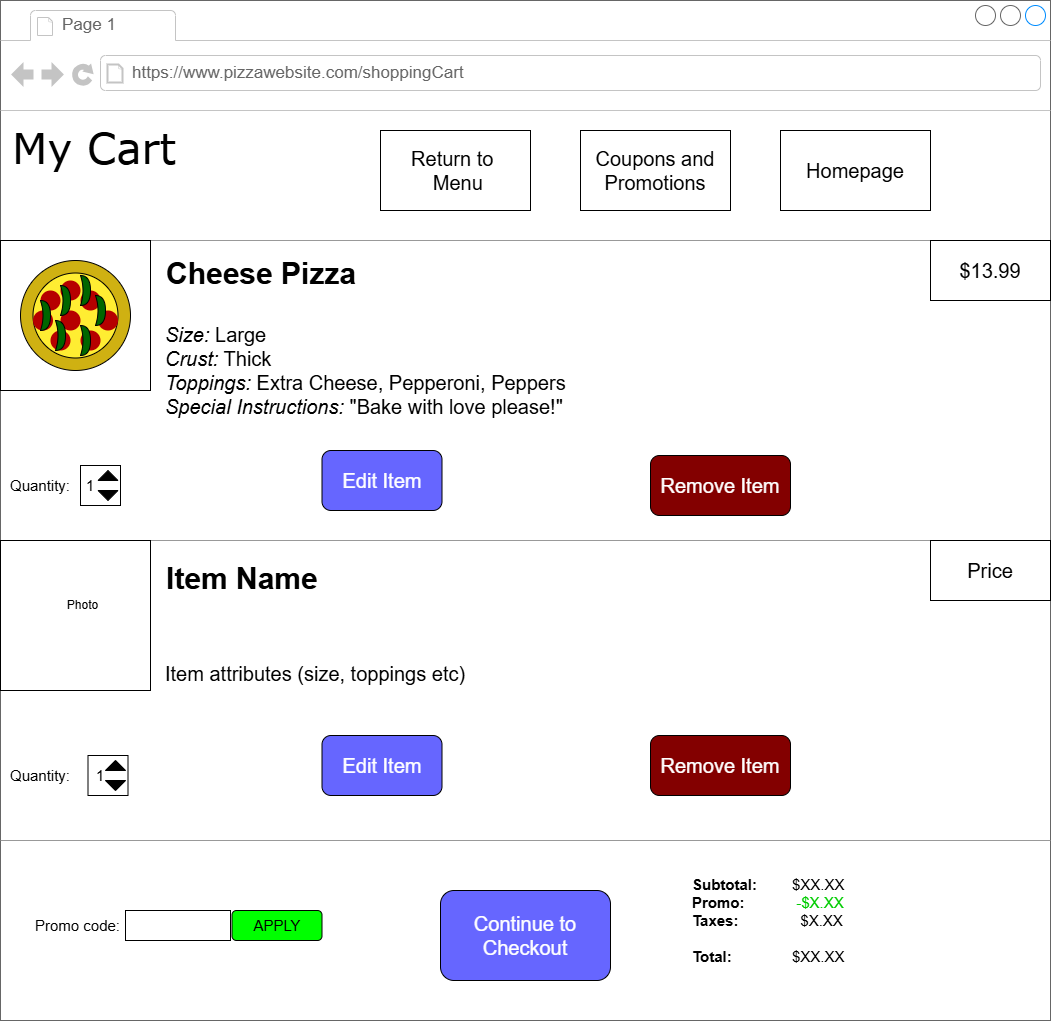 Page 1
https://www.pizzawebsite.com/shoppingCart
My Cart
Return to
Menu
Coupons and
Promotions
Homepage
Cheese Pizza
$13.99
Size: Large
Crust: Thick
Toppings: Extra Cheese, Pepperoni, Peppers
Special Instructions: "Bake with love please!"
Quantity: 1
Edit Item
Remove Item
Photo
Item Name
Price
Item attributes (size, toppings etc)
Quantity: 1
Edit Item
Remove Item
Promo code:
APPLY
Continue to
Checkout
Subtotal: $XX.XX
Promo: -$X.XX
Taxes: $X.XX
Total: $XX.XX